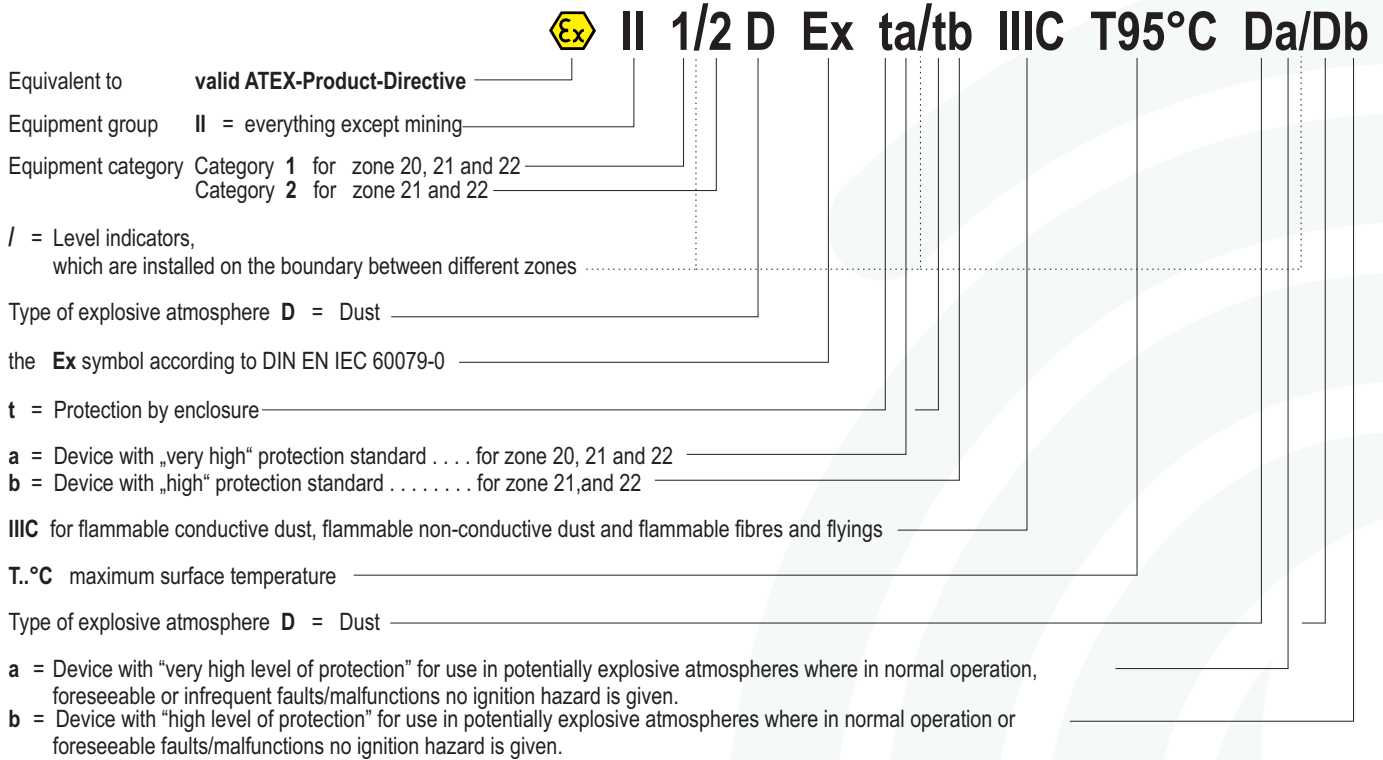 Ex II 1/2 D Ex ta/tb IIIC T95°C Da/Db
Equivalent to valid ATEX-Product-Directive
Equipment group II = everything except mining
Equipment category Category 1 for zone 20, 21 and 22
Category 2 for zone 21 and 22
/ = Level indicators,
which are installed on the boundary between different zones
Type of explosive atmosphere D = Dust
the Ex symbol according to DIN EN IEC 60079-0
t = Protection by enclosure
a = Device with „very high“ protection standard . . . . for zone 20, 21 and 22
b = Device with „high“ protection standard . . . . . . . . for zone 21,and 22
IIIC for flammable conductive dust, flammable non-conductive dust and flammable fibres and flyings
T..°C maximum surface temperature
Type of explosive atmosphere D = Dust
a = Device with “very high level of protection” for use in potentially explosive atmospheres where in normal operation,
foreseeable or infrequent faults/malfunctions no ignition hazard is given.
b = Device with “high level of protection” for use in potentially explosive atmospheres where in normal operation or
foreseeable faults/malfunctions no ignition hazard is given.